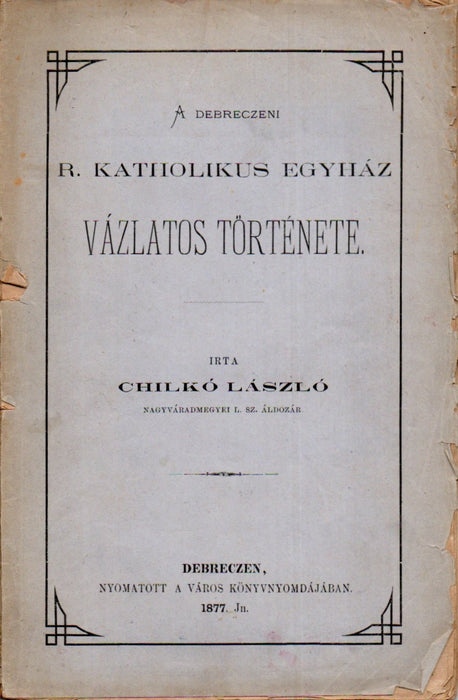 A DEBRECZENI
R. KATHOLIKUS EGYHÁZ
VÁZLATOS TÖRTÉNETE.
IRTA
CHILKÓ LÁSZLÓ
NAGYVÁRADMEGYEI L. SZ. ÁLDOZÁR
DEBRECZEN,
NYOMATOTT A VÁROS KÖNYVNYOMDÁJÁBAN.
1877. Jn.